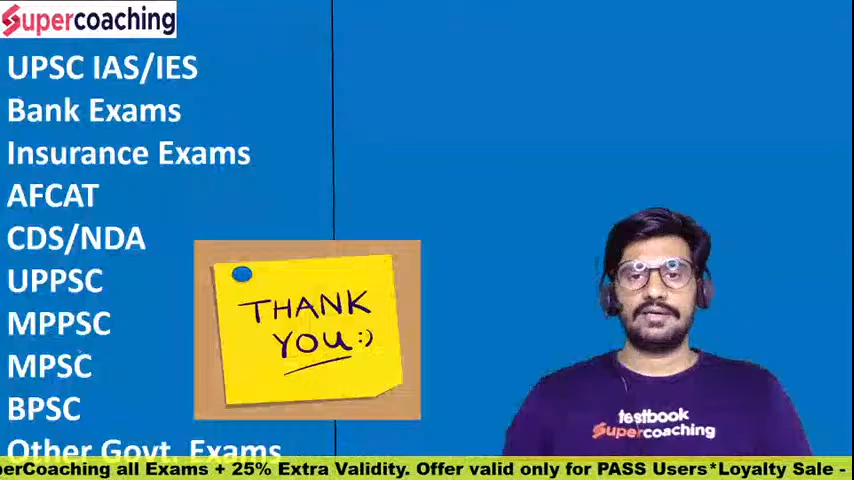 Supercoaching
UPSC IAS/IES
Bank Exams
Insurance Exams
AFCAT
CDS/NDA
UPPSC
MPPSC
MPSC
BPSC
Other Govt. Exams
THANK
YOU:)
testbook
Supercoaching
perCoaching all Exams + 25% Extra Validity. Offer valid only for PASS Users*Loyalty Sale -